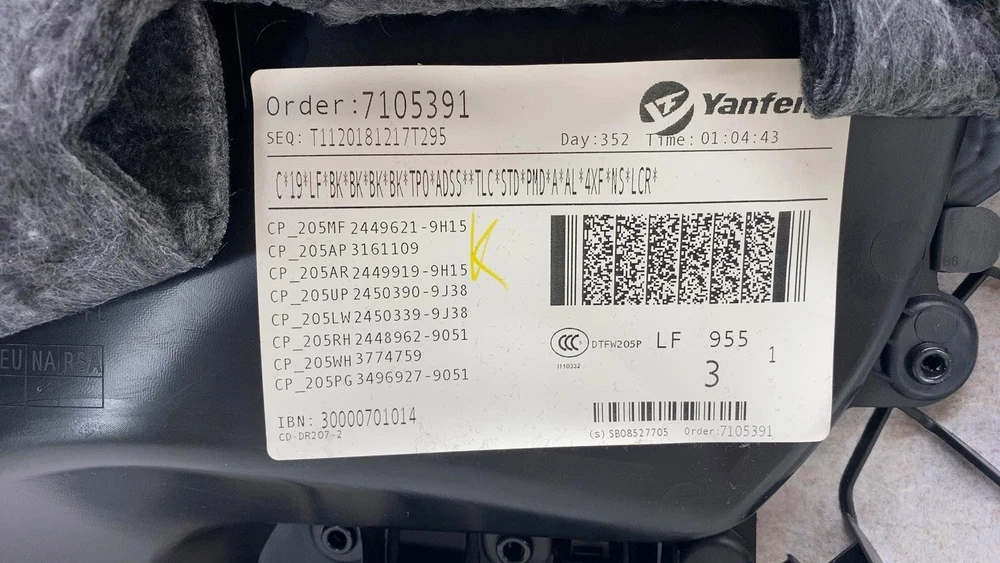 Order:7105391
SEQ: T1120181217T295
Day:352 Time: 01:04:43
C*19*LF*BK*BK*BK*BK*TPO*ADSS**TLC*STD*PMD*A*AL*4XF*NS*LCR*
CP_205MF 2449621-9H15
CP_205AP 3161109
CP_205AR 2449919-9H15
CP_205UP 2450390-9J38
CP_205LW 2450339-9J38
CP_205RH 2448962-9051
CP_205WH 3774759
CP_205PG 3496927-9051
K
CCC
I110332
DTFW205P LF 955
3
1
IBN: 30000701014
CD-DR207-2
(s) SB08527705 Order:7105391
EU NA RSA